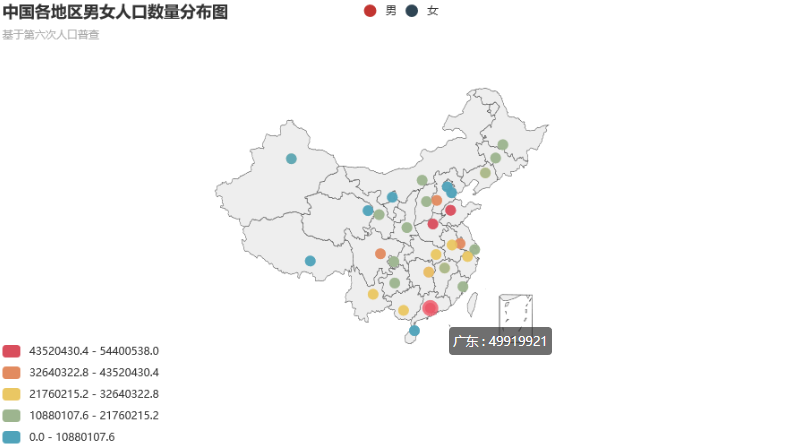 中国各地区男女人口数量分布图
男 女
基于第六次人口普查
广东 : 49919921
43520430.4 - 54400538.0
32640322.8 - 43520430.4
21760215.2 - 32640322.8
10880107.6 - 21760215.2
0.0 - 10880107.6